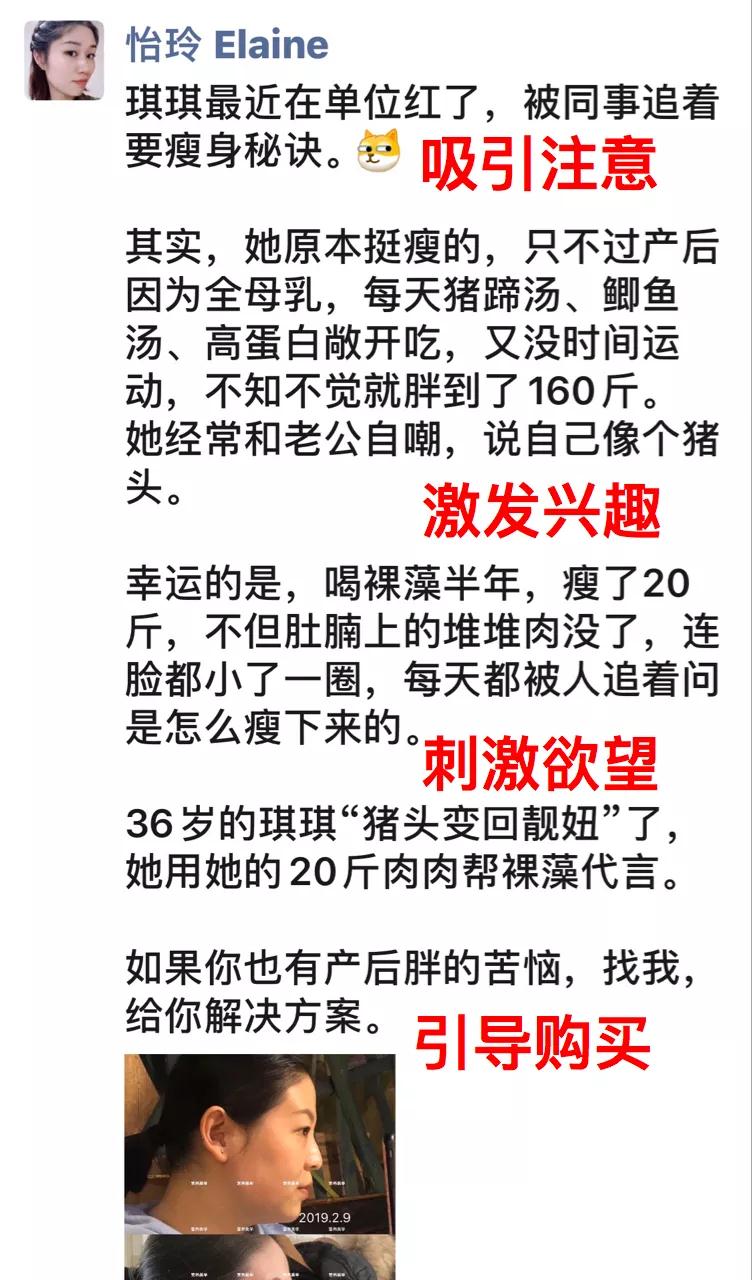 怡玲 Elaine
琪琪最近在单位红了，被同事追着
要瘦身秘诀。
吸引注意
其实，她原本挺瘦的，只不过产后
因为全母乳，每天猪蹄汤、鲫鱼
汤、高蛋白敞开吃，又没时间运
动，不知不觉就胖到了160斤。
她经常和老公自嘲，说自己像个猪
头。
激发兴趣
幸运的是，喝裸藻半年，瘦了20
斤，不但肚腩上的堆堆肉没了，连
脸都小了一圈，每天都被人追着问
是怎么瘦下来的。
刺激欲望
36岁的琪琪“猪头变回靓妞”了，
她用她的20斤肉肉帮裸藻代言。
如果你也有产后胖的苦恼，找我，
给你解决方案。
引导购买
2019.2.9